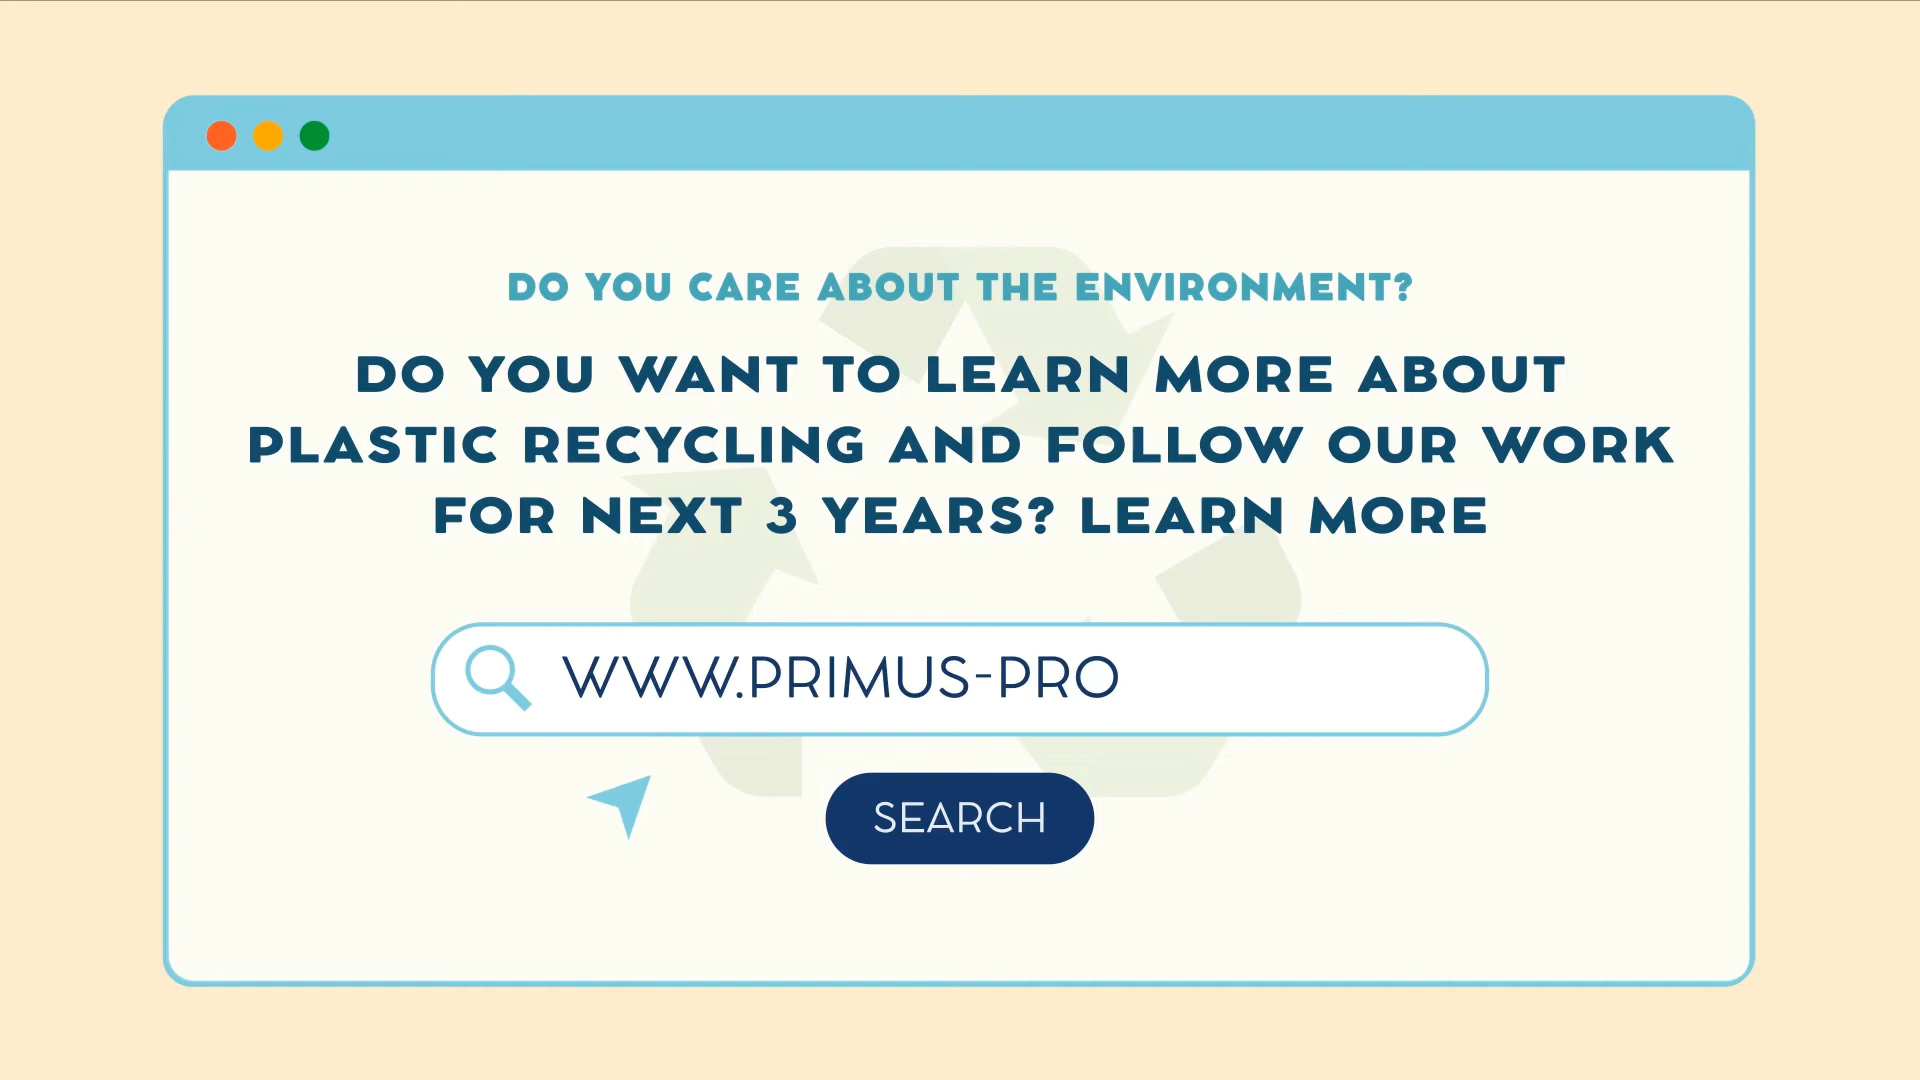 DO YOU CARE ABOUT THE ENVIRONMENT?
DO YOU WANT TO LEARN MORE ABOUT
PLASTIC RECYCLING AND FOLLOW OUR WORK
FOR NEXT 3 YEARS? LEARN MORE
WWW.PRIMUS-PRO
SEARCH